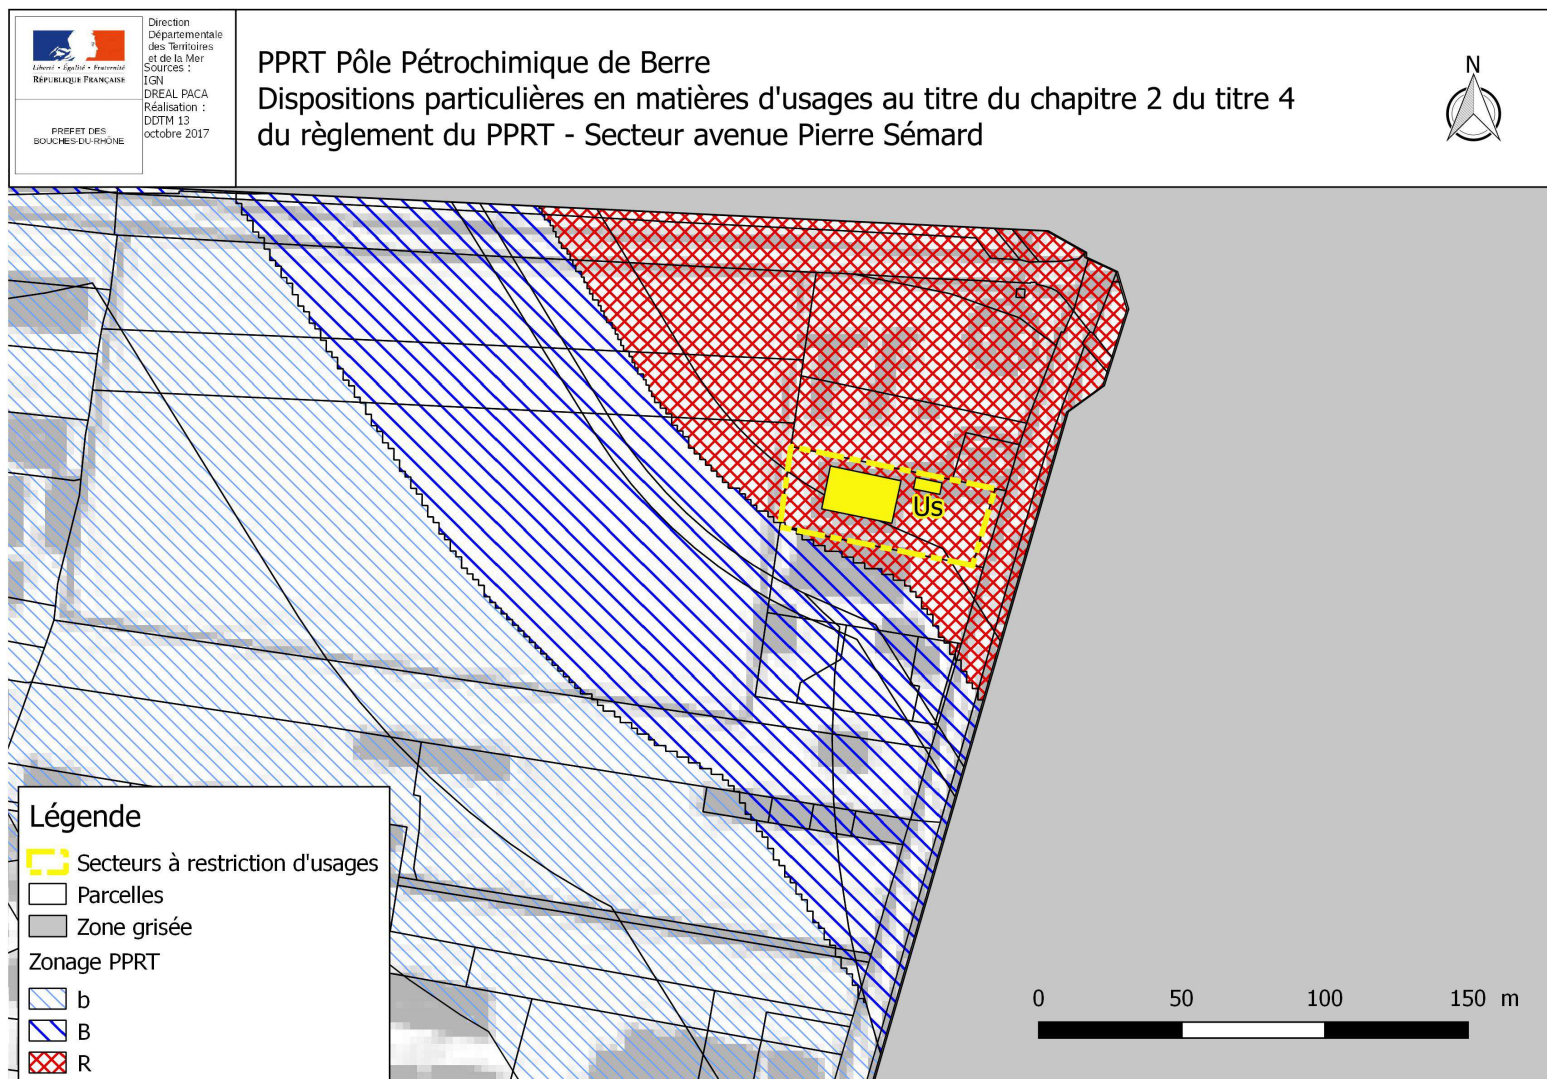 Liberté • Égalité • Fraternité
RÉPUBLIQUE FRANÇAISE
PREFET DES
BOUCHES-DU-RHÔNE
Direction
Départementale
des Territoires
et de la Mer
Sources :
IGN
DREAL PACA
Réalisation :
DDTM 13
octobre 2017
PPRT Pôle Pétrochimique de Berre
Dispositions particulières en matières d'usages au titre du chapitre 2 du titre 4
du règlement du PPRT - Secteur avenue Pierre Sémard
N
Us
Légende
Secteurs à restriction d'usages
Parcelles
Zone grisée
Zonage PPRT
b
B
R
0 50 100 150 m